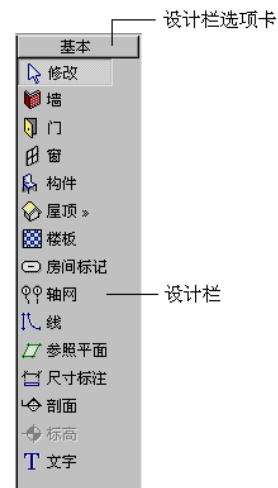 设计栏选项卡
基本
修改
墙
门
窗
构件
屋顶 »
楼板
房间标记
轴网
设计栏
线
参照平面
尺寸标注
剖面
标高
文字